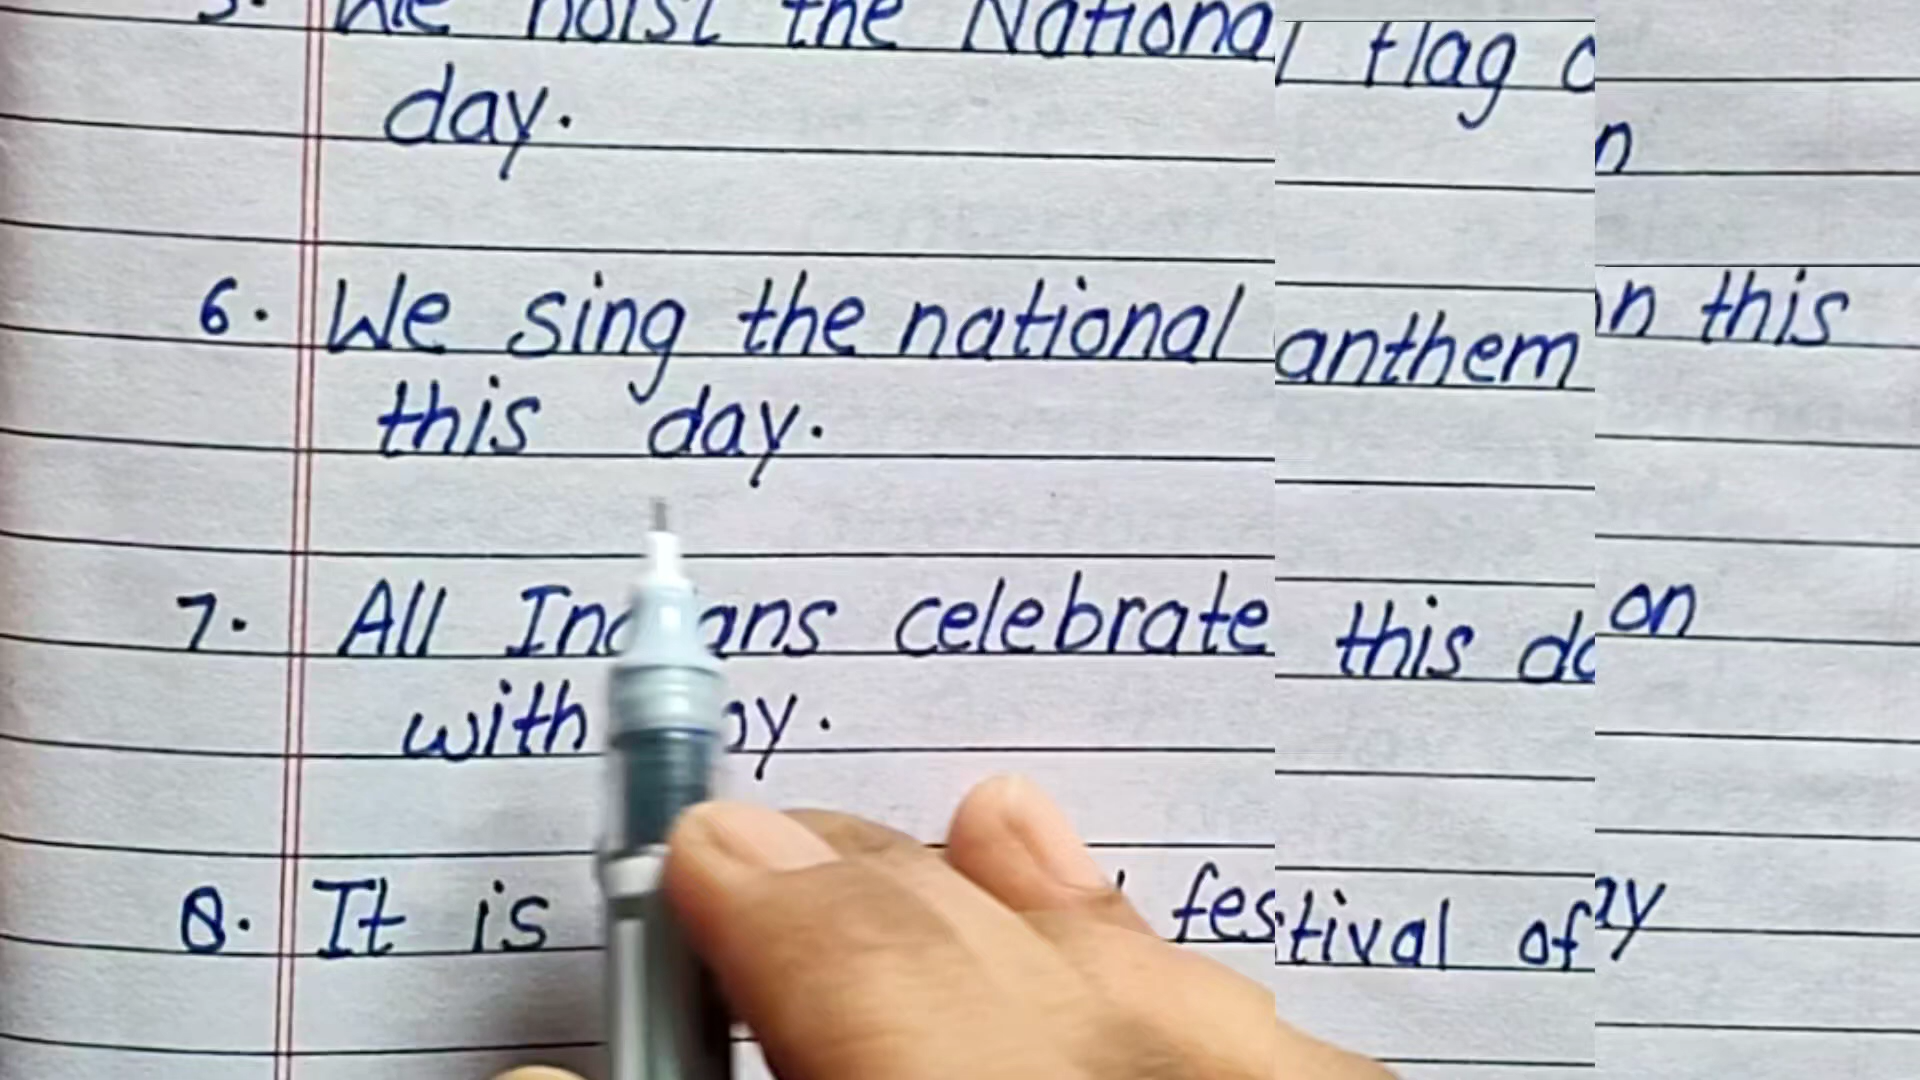 5. We hoist the National flag on this
day.
6. We sing the national anthem on
this day.
7. All Indians celebrate this day
with
8. It is festival of